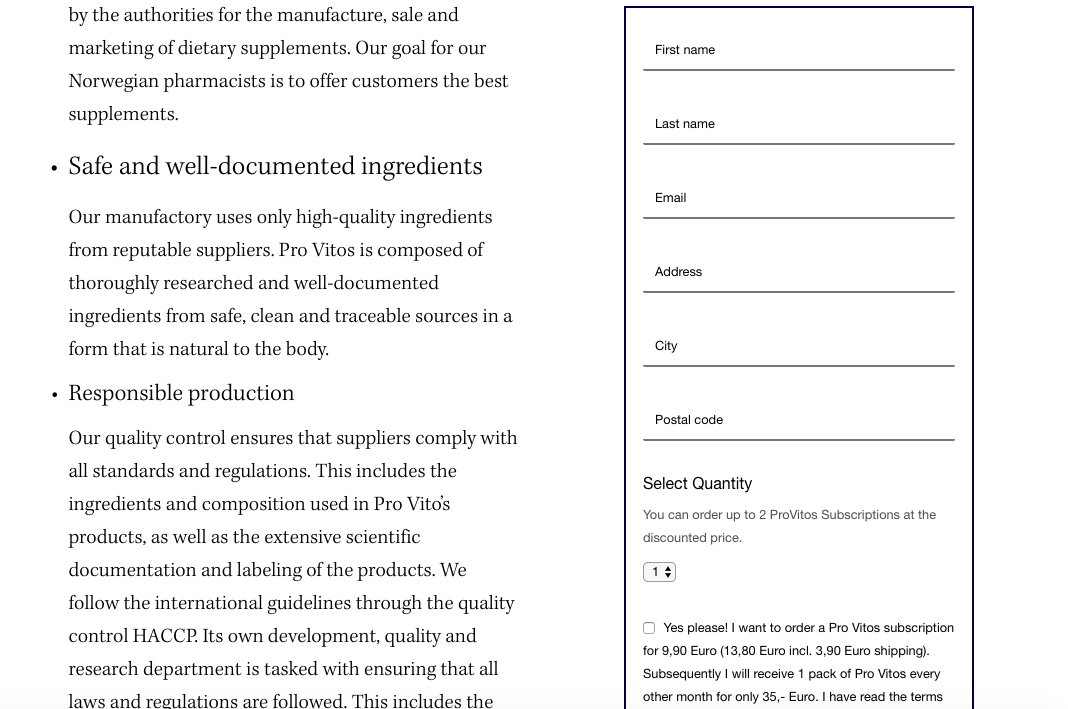 by the authorities for the manufacture, sale and
marketing of dietary supplements. Our goal for our
Norwegian pharmacists is to offer customers the best
supplements.
• Safe and well-documented ingredients
Our manufactory uses only high-quality ingredients
from reputable suppliers. Pro Vitos is composed of
thoroughly researched and well-documented
ingredients from safe, clean and traceable sources in a
form that is natural to the body.
• Responsible production
Our quality control ensures that suppliers comply with
all standards and regulations. This includes the
ingredients and composition used in Pro Vito's
products, as well as the extensive scientific
documentation and labeling of the products. We
follow the international guidelines through the quality
control HACCP. Its own development, quality and
research department is tasked with ensuring that all
laws and regulations are followed. This includes the
First name
Last name
Email
Address
City
Postal code
Select Quantity
You can order up to 2 ProVitos Subscriptions at the
discounted price.
1
Yes please! I want to order a Pro Vitos subscription
for 9,90 Euro (13,80 Euro incl. 3,90 Euro shipping).
Subsequently I will receive 1 pack of Pro Vitos every
other month for only 35,- Euro. I have read the terms